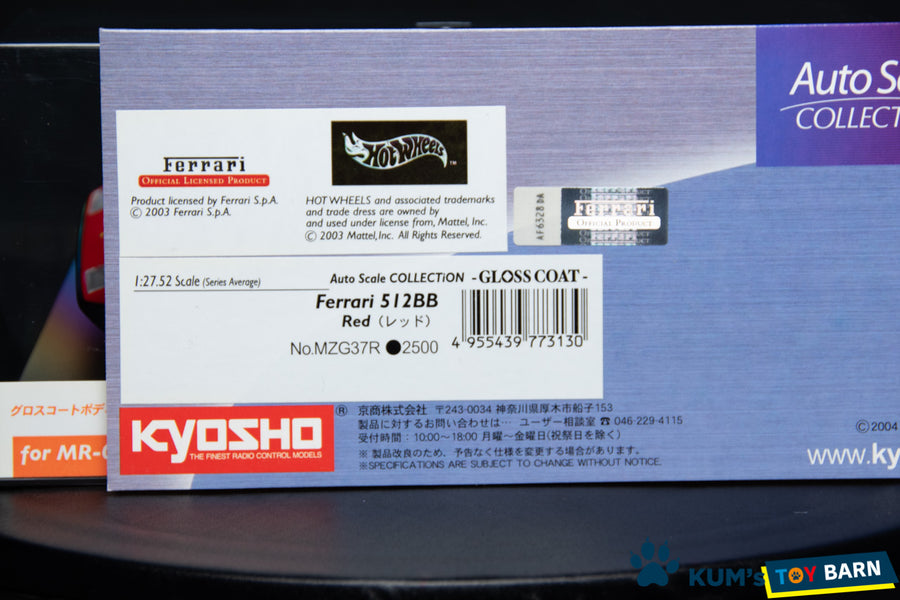 Auto Sc
COLLECT
Ferrari
OFFICIAL LICENSED PRODUCT
Product licensed by Ferrari S.p.A.
© 2003 Ferrari S.p.A.
HOT WHEELS ™
HOT WHEELS and associated trademarks
and trade dress are owned by
and used under license from, Mattel, Inc.
© 2003 Mattel, Inc. All Rights Reserved.
AF6328DA
Ferrari
OFFICIAL PRODUCT
1:27.52 Scale (Series Average)
Auto Scale COLLECTiON -GLOSS COAT-
Ferrari 512BB
Red (レッド)
No.MZG37R ●2500
4 955439 773130
グロスコートボデ
for MR-
KYOSHO ®
THE FINEST RADIO CONTROL MODELS
京商株式会社 〒243-0034 神奈川県厚木市船子153
製品に対するお問い合わせは… ユーザー相談室 ☎ 046-229-4115
受付時間：10:00～18:00 月曜～金曜日(祝祭日を除く)
※ 製品改良のため、予告なく仕様を変更する場合があります。
※SPECIFICATIONS ARE SUBJECT TO CHANGE WITHOUT NOTICE.
© 2004
www.ky
KUM's TOY BARN